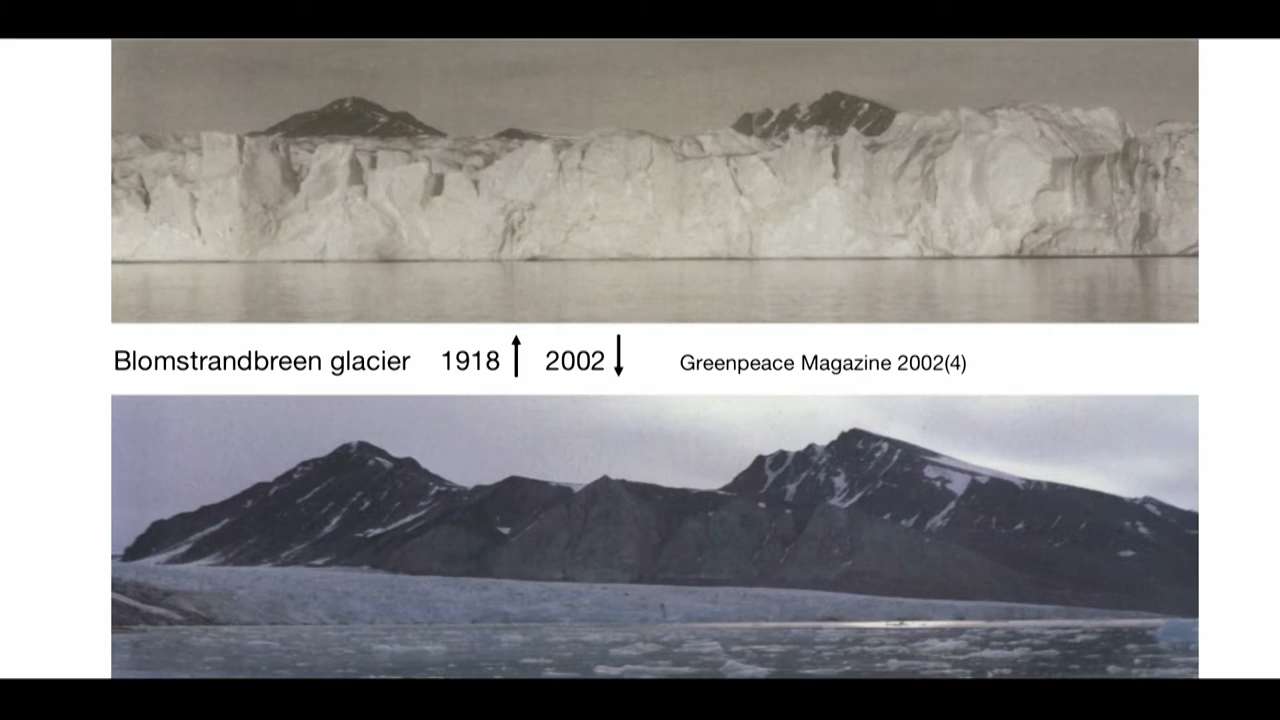 Blomstrandbreen glacier 1918 ↑ 2002 ↓ Greenpeace Magazine 2002(4)